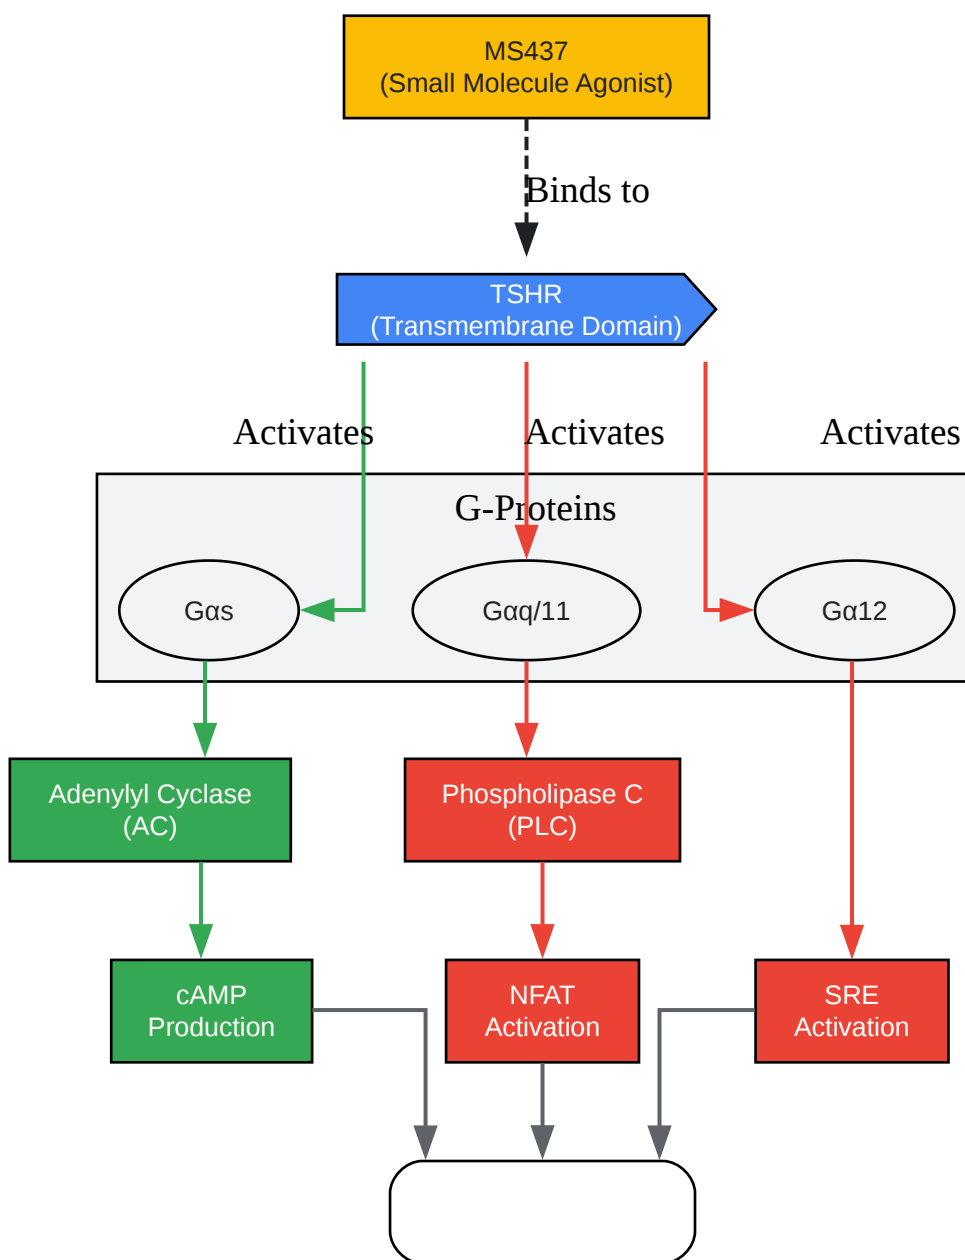 MS437
(Small Molecule Agonist)
Binds to
TSHR
(Transmembrane Domain)
Activates
Activates
Activates
G-Proteins
Gαs
Gαq/11
Gα12
Adenylyl Cyclase
(AC)
Phospholipase C
(PLC)
cAMP
Production
NFAT
Activation
SRE
Activation